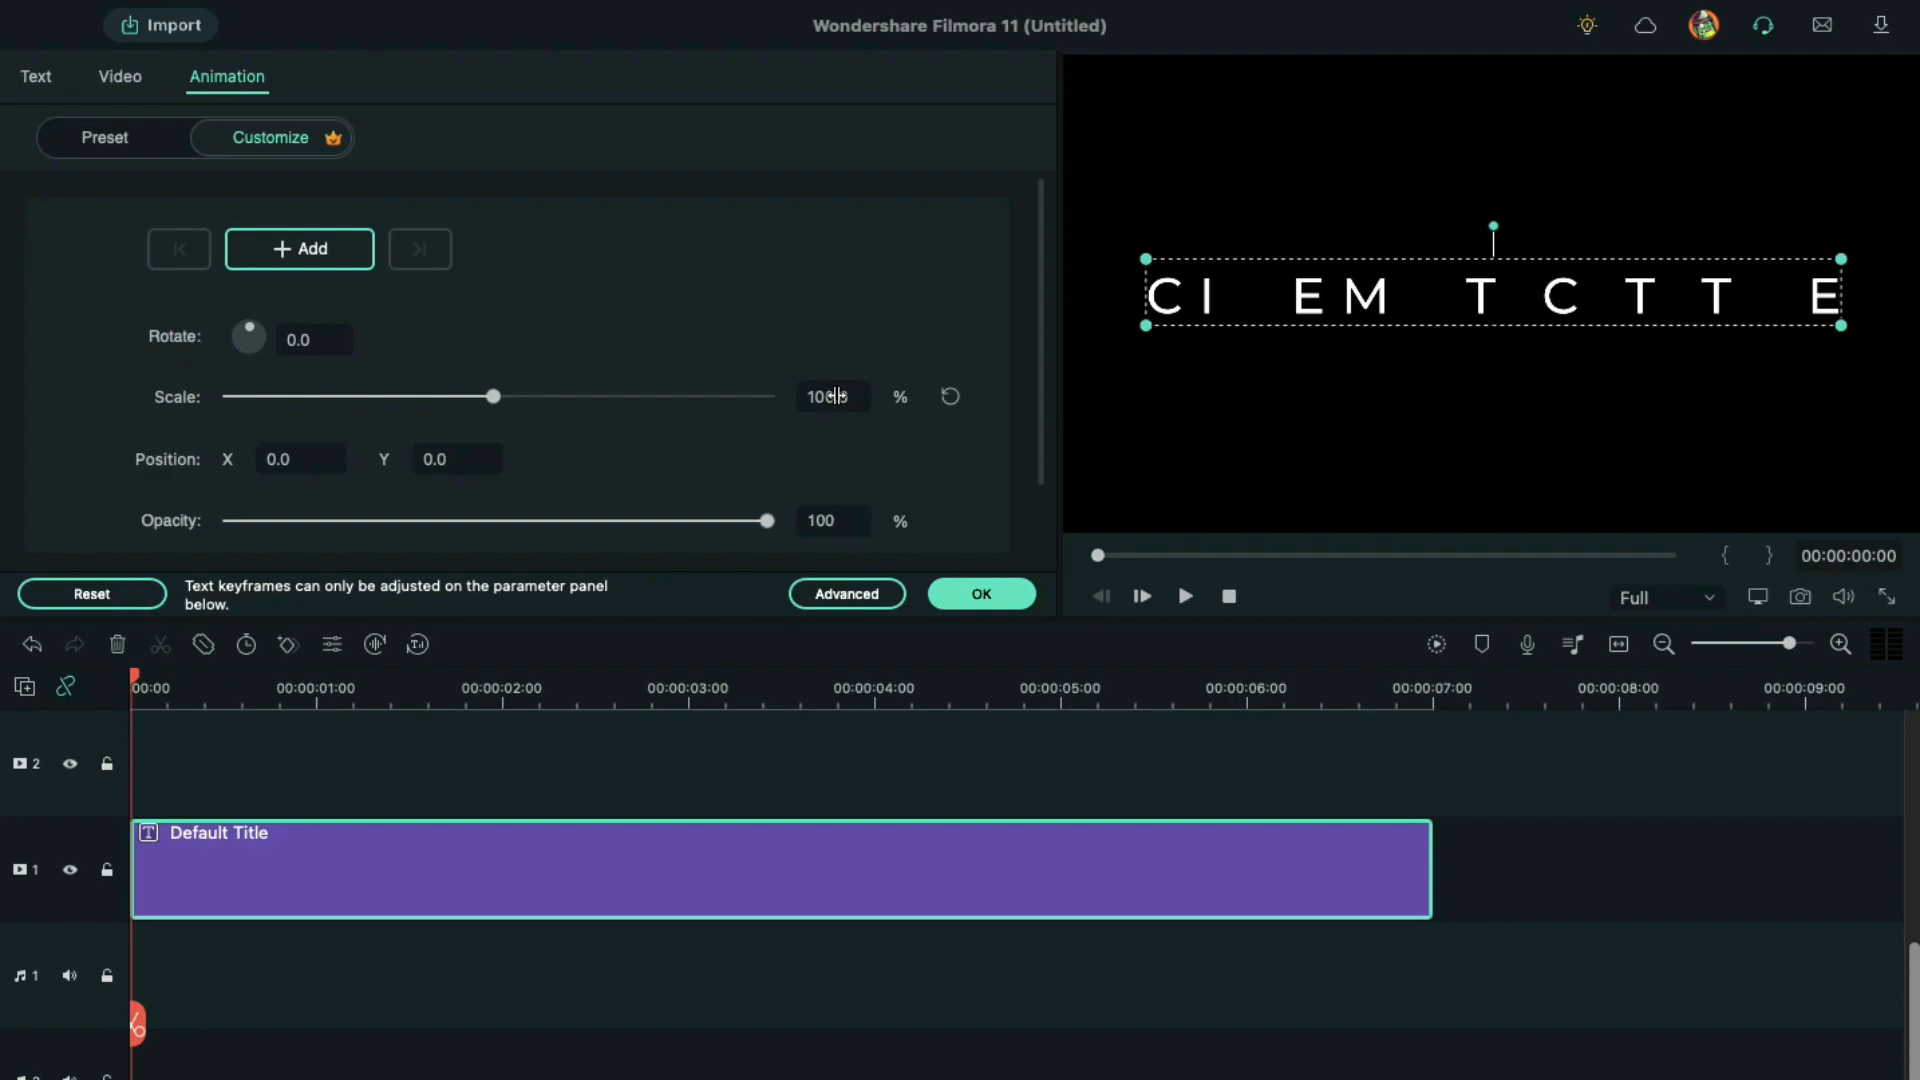 Import
Wondershare Filmora 11 (Untitled)
Text Video Animation
Preset Customize
+ Add
Rotate: 0.0
Scale: %
Position: X 0.0 Y 0.0
Opacity: 100 %
Reset
Text keyframes can only be adjusted on the parameter panel
below.
Advanced
OK
CI EM T C T T E
{ } 00:00:00:00
Full
00:00 00:00:01:00 00:00:02:00 00:00:03:00 00:00:04:00 00:00:05:00 00:00:06:00 00:00:07:00 00:00:08:00 00:00:09:00
2
T Default Title
1
1